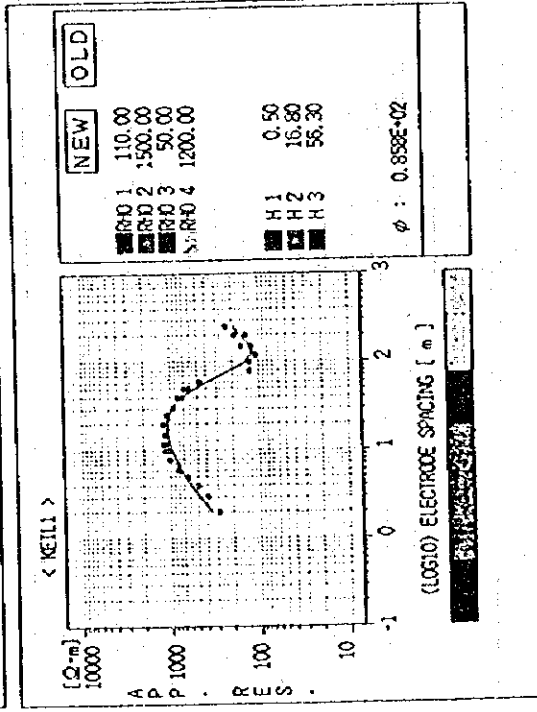 < KEILI >
[Ω·m]
10000
1000
100
10
APP. RES.
-1 0 1 2 3
(LOG10) ELECTRODE SPACING [ m ]
NEW OLD
RHO 1 110.00
RHO 2 1500.00
RHO 3 50.00
RHO 4 1200.00
H 1 0.50
H 2 16.80
H 3 56.30
φ : 0.858E+02